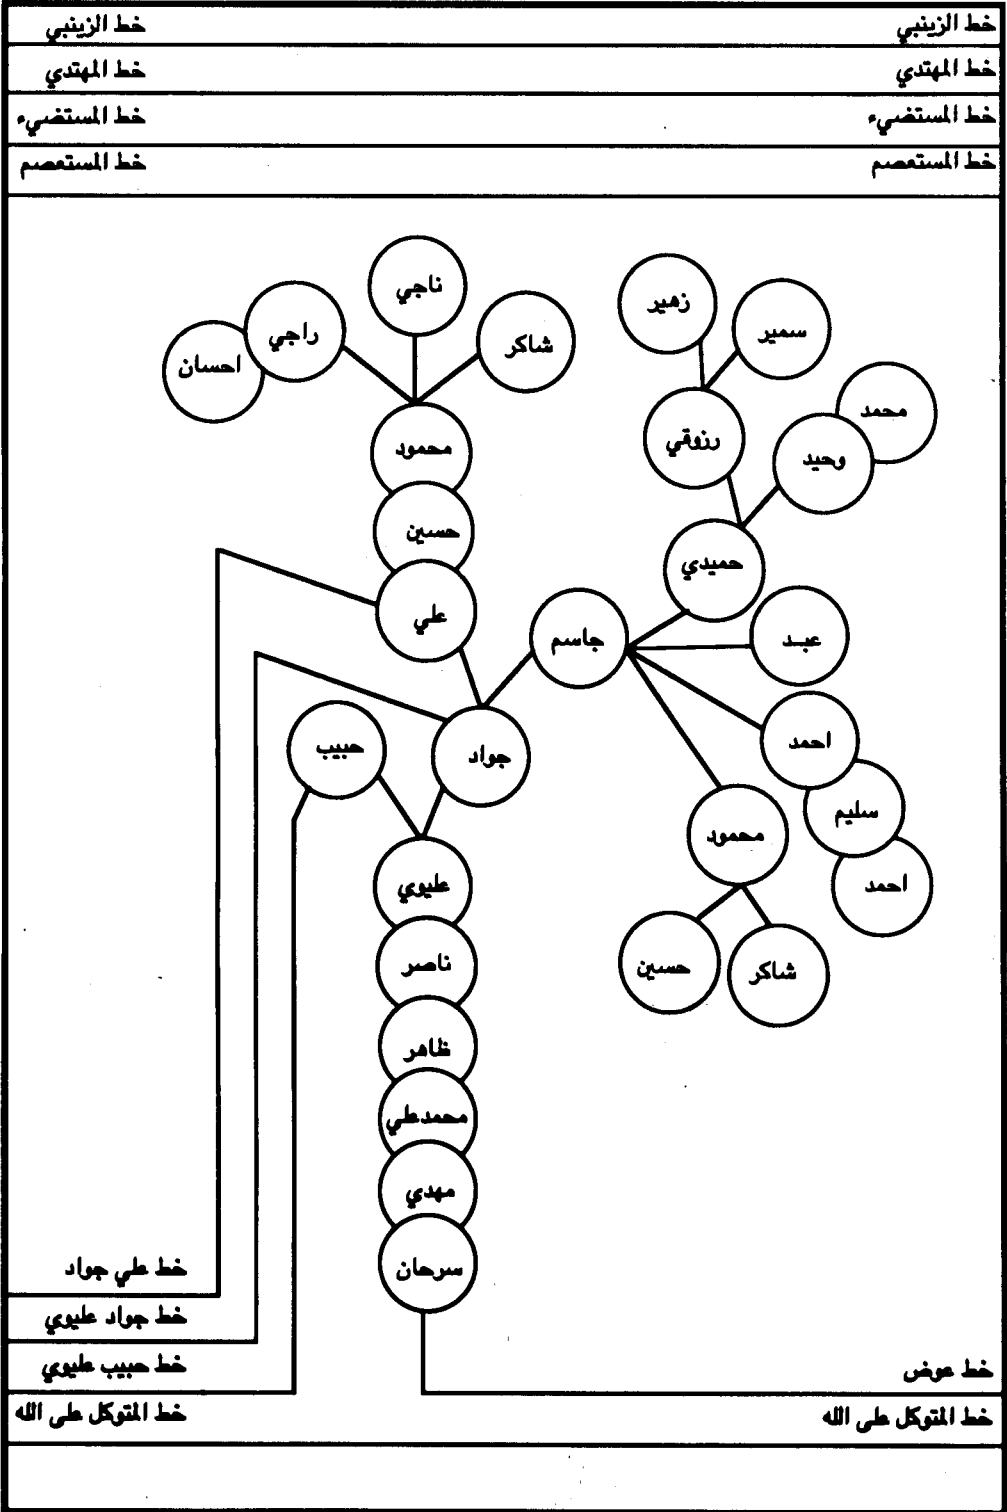 خط الزينبي
خط الزينبي
خط المهتدي
خط المهتدي
خط المستضيء
خط المستضيء
خط المستعصم
خط المستعصم
زهير
سمير
ناجي
شاكر
راجي
احسان
محمد
وحيد
رزوقي
محمود
حسين
علي
حميدي
عبـد
جاسم
احمد
سليم
احمد
محمود
شاكر
حسين
جواد
حبيب
عليوي
ناصر
ظاهر
محمدعلي
مهدي
سرحان
خط علي جواد
خط جواد عليوي
خط حبيب عليوي
خط عوض
خط المتوكل على الله
خط المتوكل على الله